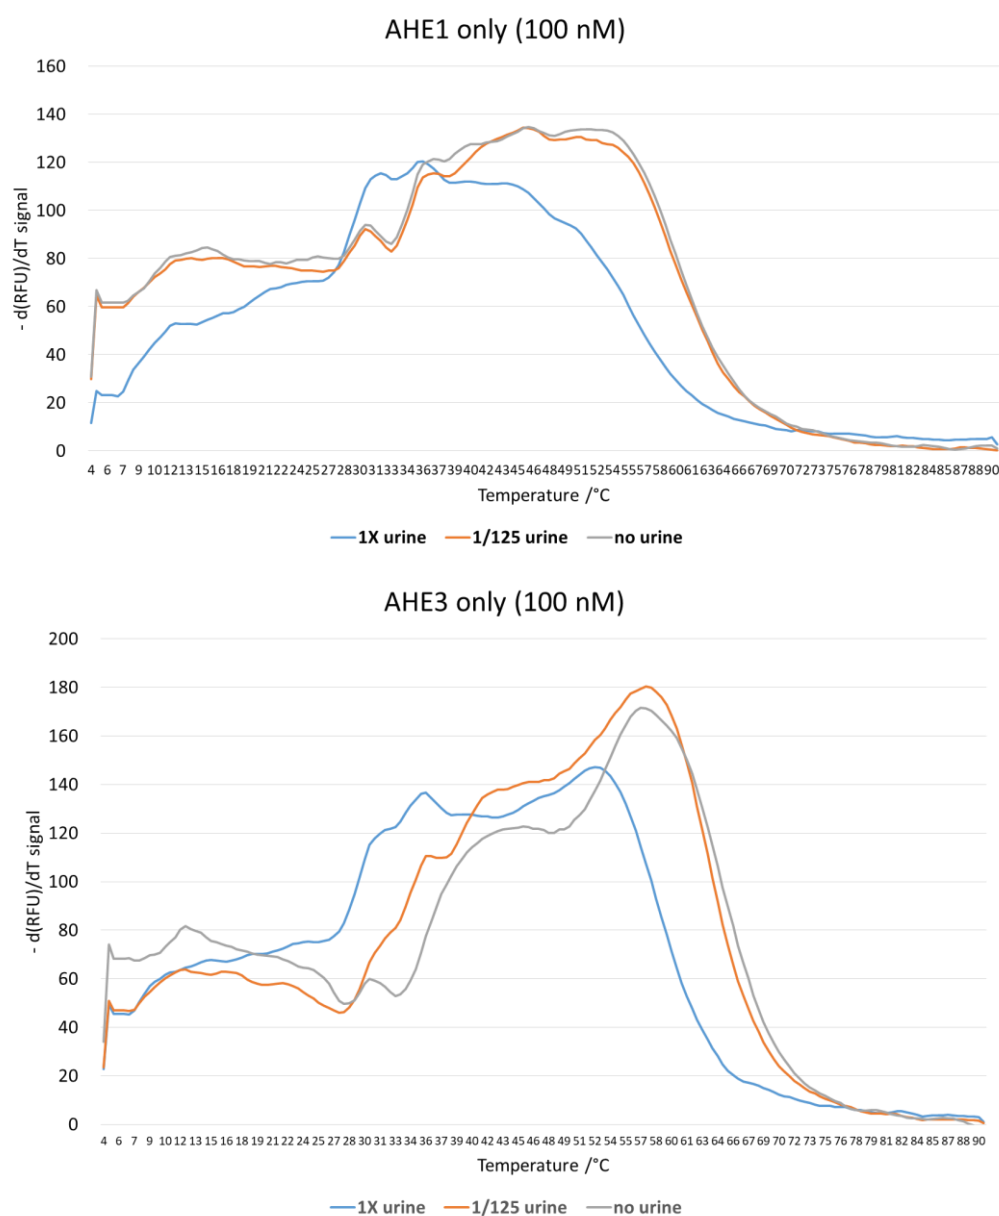 AHE1 only (100 nM)
160
140
120
100
80
60
40
20
0
- d(RFU)/dT signal
4 6 7 9 10 12 13 15 16 18 19 21 22 24 25 27 28 30 31 33 34 36 37 39 40 42 43 45 46 48 49 51 52 54 55 57 58 60 61 63 64 66 67 69 70 72 73 75 76 78 79 81 82 84 85 87 88 90
Temperature /°C
1X urine 1/125 urine no urine
AHE3 only (100 nM)
200
180
160
140
120
100
80
60
40
20
0
- d(RFU)/dT signal
4 6 7 9 10 12 13 15 16 18 19 21 22 24 25 27 28 30 31 33 34 36 37 39 40 42 43 45 46 48 49 51 52 54 55 57 58 60 61 63 64 66 67 69 70 72 73 75 76 78 79 81 82 84 85 87 88 90
Temperature /°C
1X urine 1/125 urine no urine